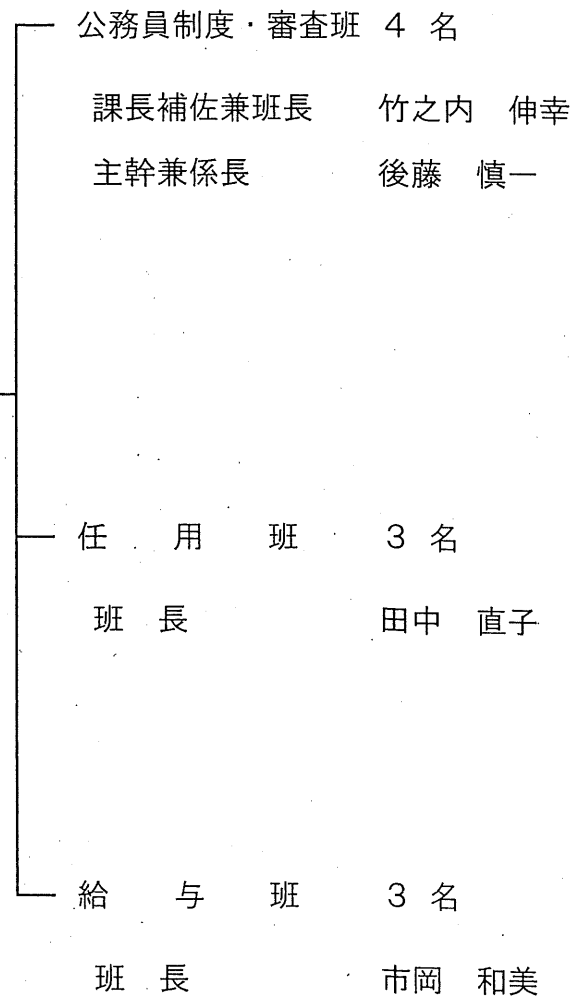 公務員制度・審査班 4 名
課長補佐兼班長 竹之内 伸幸
主幹兼係長 後藤 慎一
任 用 班 3 名
班 長 田中 直子
給 与 班 3 名
班 長 市岡 和美